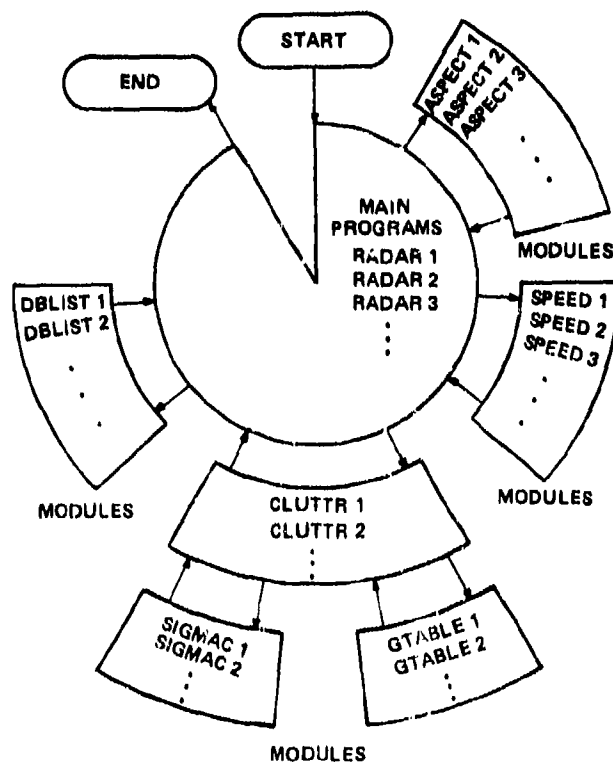 START
END
ASPECT 1
ASPECT 2
ASPECT 3
MODULES
MAIN
PROGRAMS
RADAR 1
RADAR 2
RADAR 3
SPEED 1
SPEED 2
SPEED 3
MODULES
DBLIST 1
DBLIST 2
MODULES
CLUTTR 1
CLUTTR 2
SIGMAC 1
SIGMAC 2
GTABLE 1
GTABLE 2
MODULES